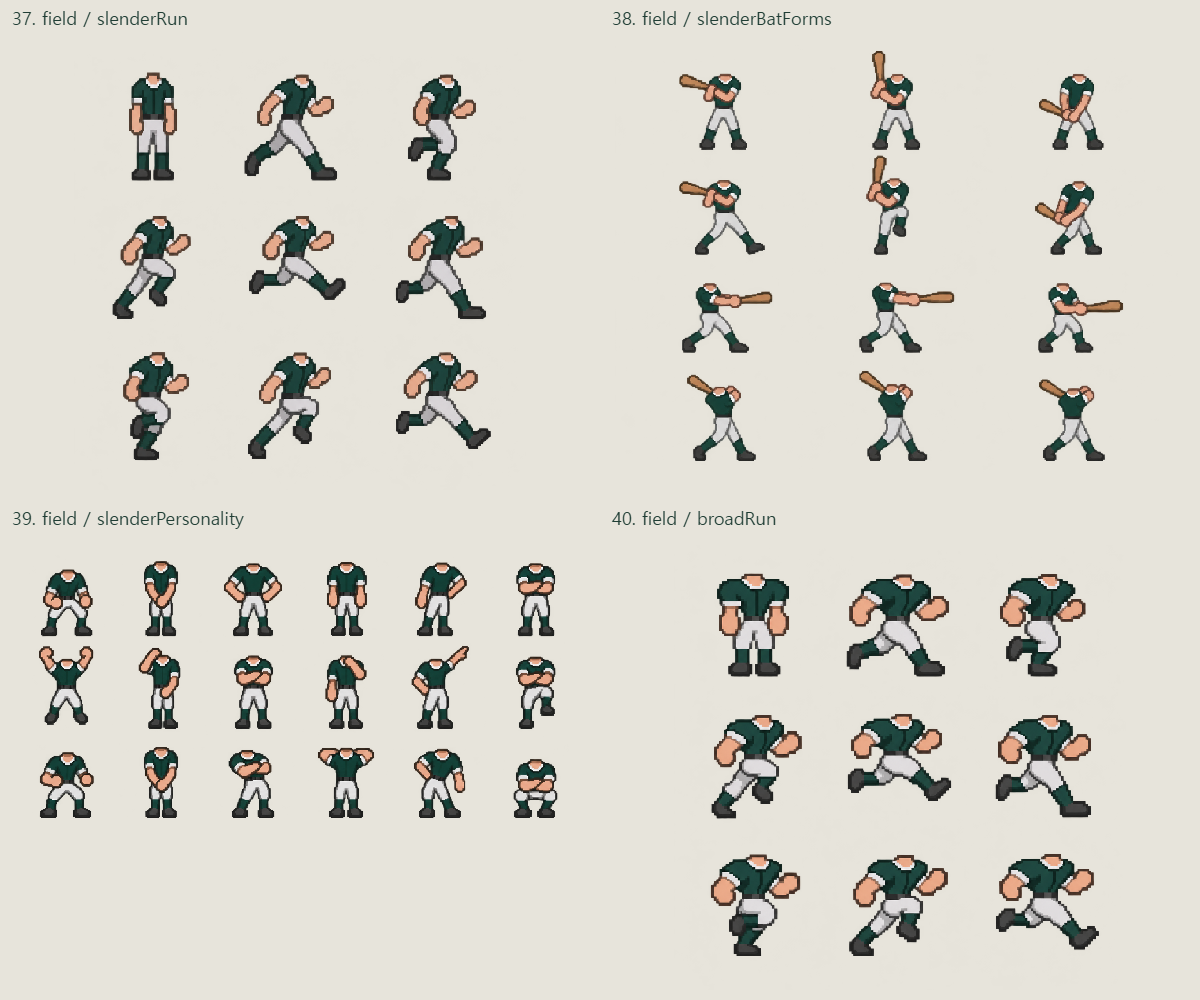 37. field / slenderRun
38. field / slenderBatForms
39. field / slenderPersonality
40. field / broadRun